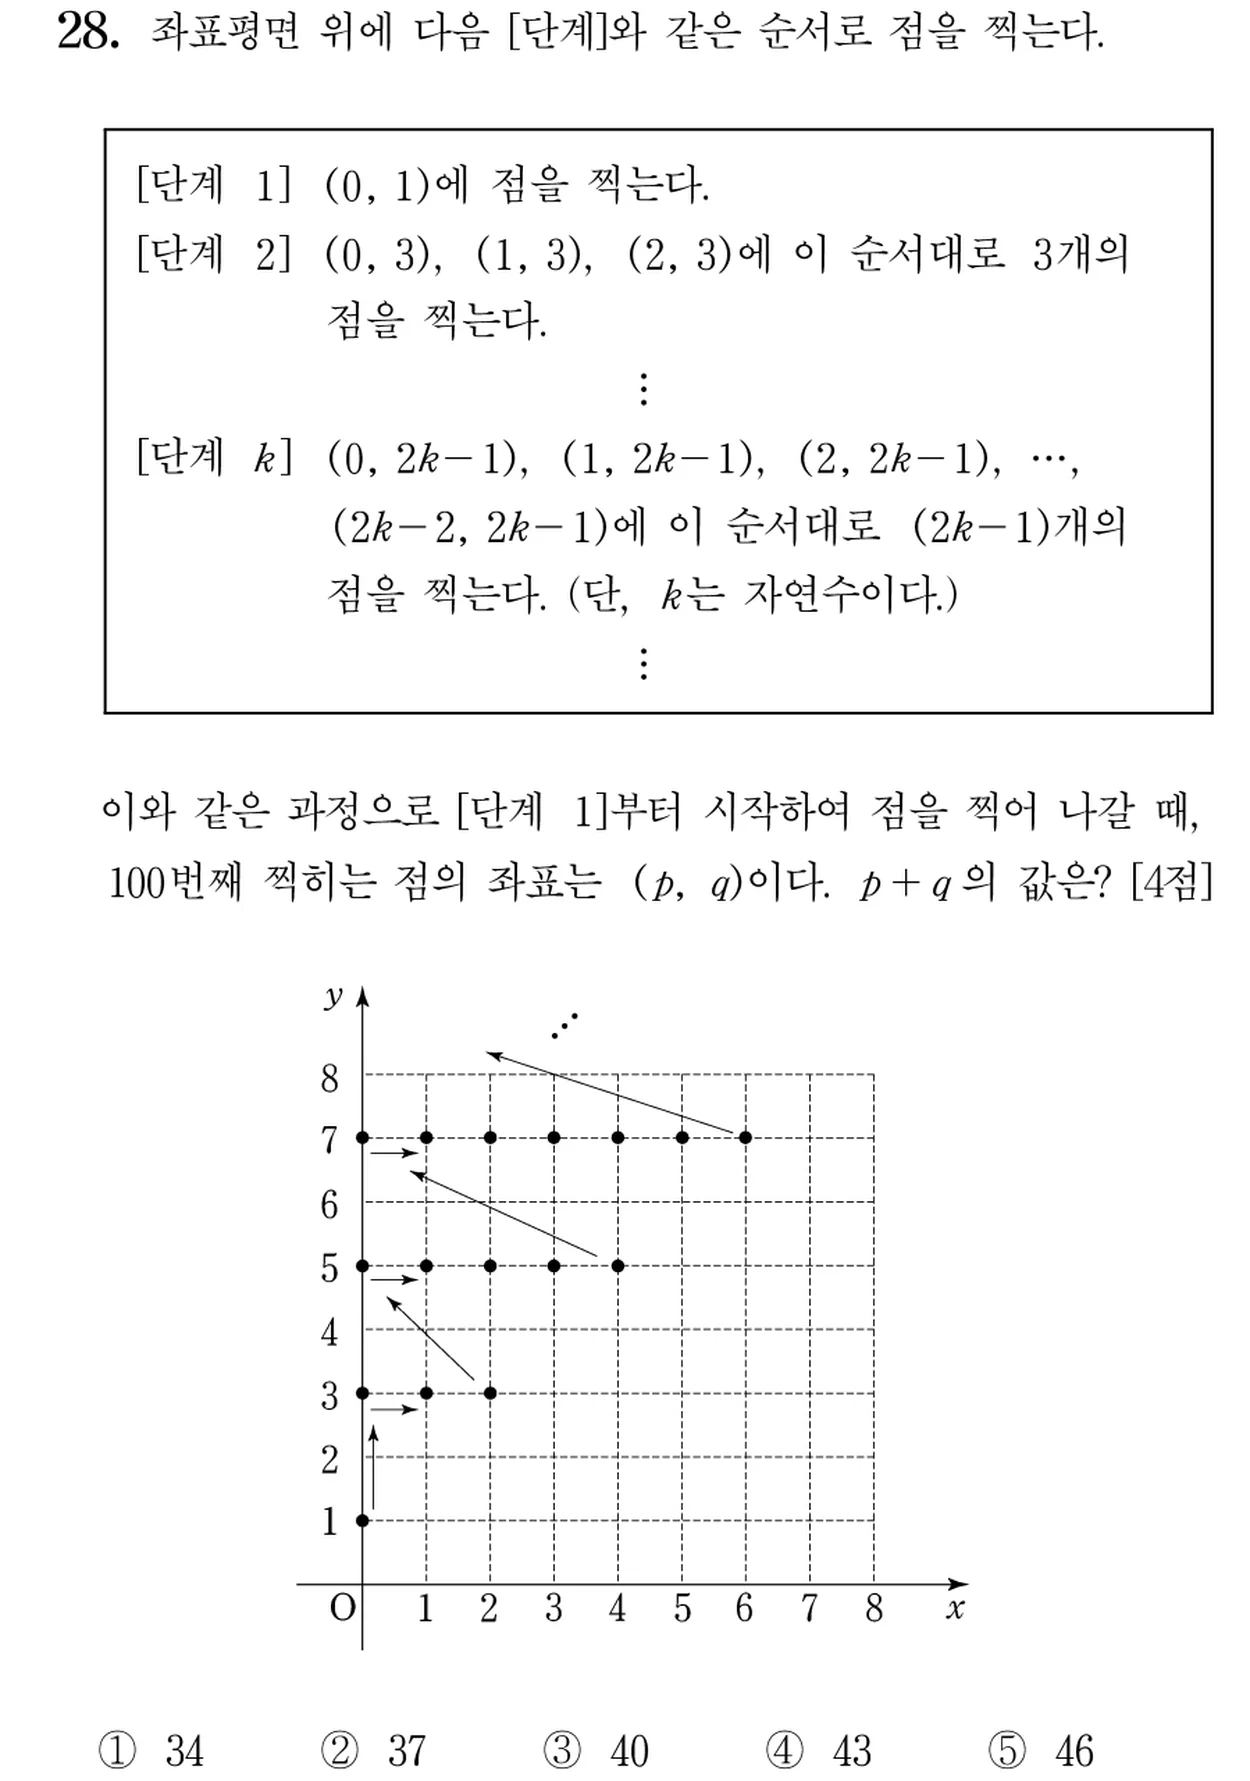 28. 좌표평면 위에 다음 [단계]와 같은 순서로 점을 찍는다.
[단계 1] (0, 1)에 점을 찍는다.
[단계 2] (0, 3), (1, 3), (2, 3)에 이 순서대로 3개의
점을 찍는다.
⋮
[단계 k] (0, 2k−1), (1, 2k−1), (2, 2k−1), ⋯,
(2k−2, 2k−1)에 이 순서대로 (2k−1)개의
점을 찍는다. (단, k는 자연수이다.)
⋮
이와 같은 과정으로 [단계 1]부터 시작하여 점을 찍어 나갈 때,
100번째 찍히는 점의 좌표는 (p, q)이다. p+q의 값은? [4점]
y
8
7
6
5
4
3
2
1
O 1 2 3 4 5 6 7 8 x
① 34 ② 37 ③ 40 ④ 43 ⑤ 46